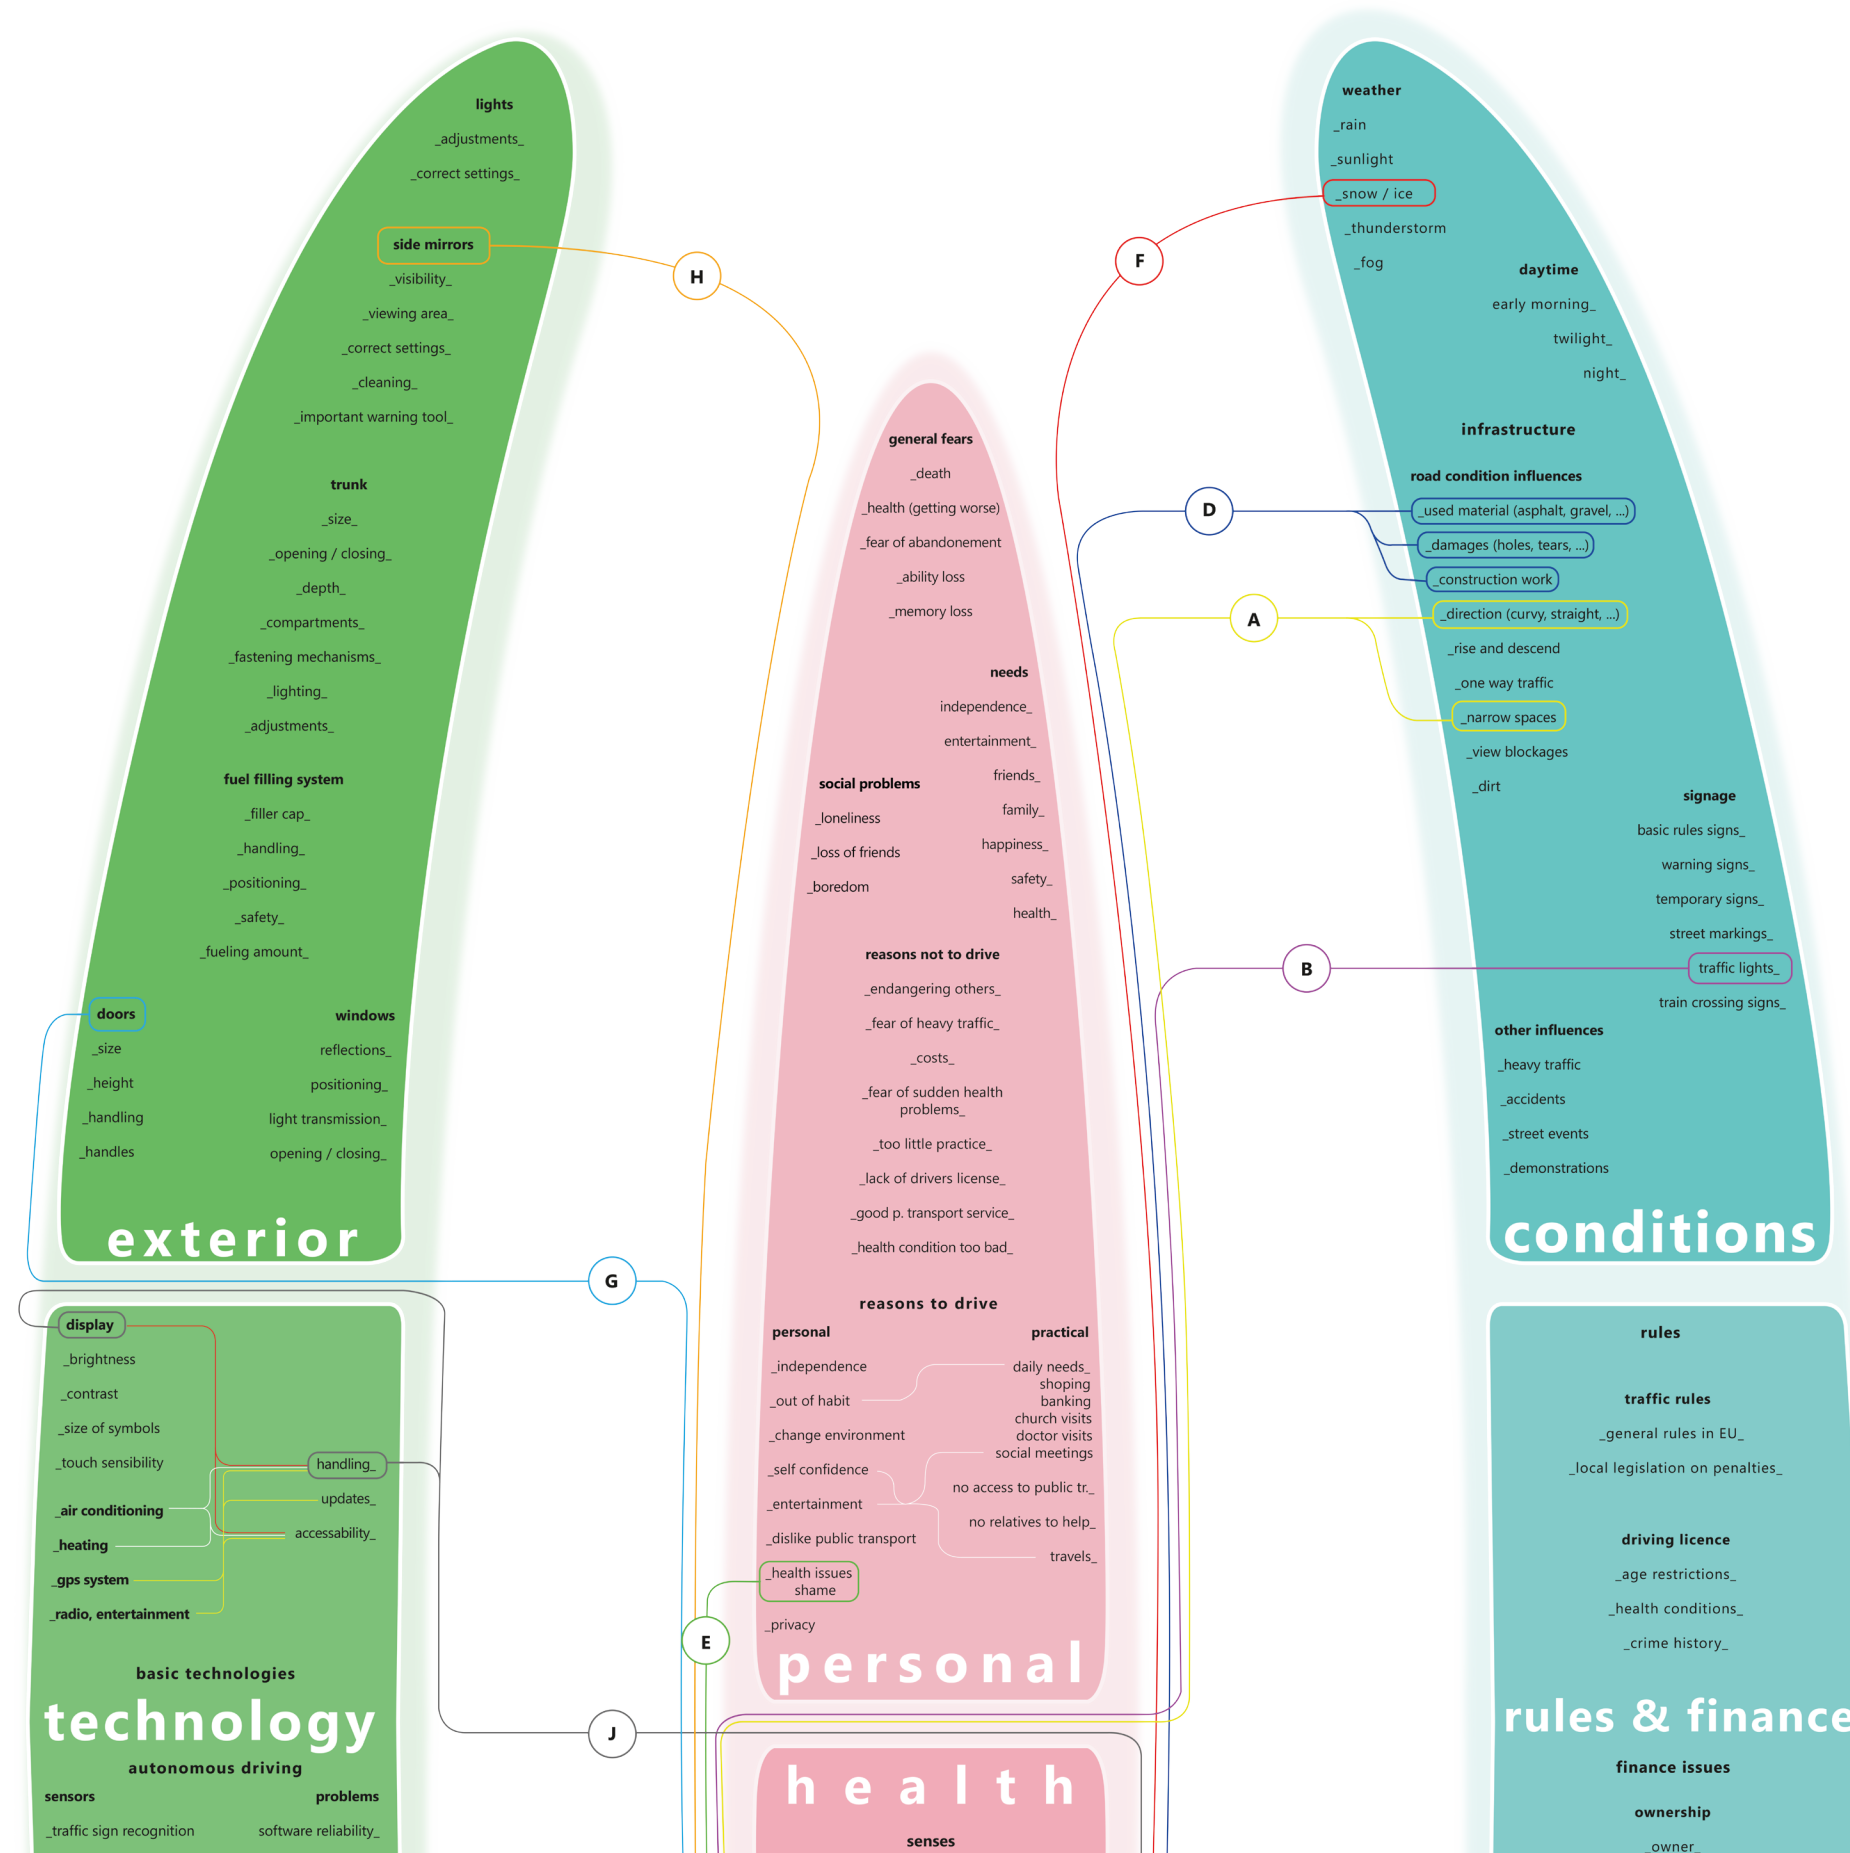 lights
_adjustments_
_correct settings_
side mirrors
_visibility_
_viewing area_
_correct settings_
_cleaning_
_important warning tool_
trunk
_size_
_opening / closing_
_depth_
_compartments_
_fastening mechanisms_
_lighting_
_adjustments_
fuel filling system
_filler cap_
_handling_
_positioning_
_safety_
_fueling amount_
doors
_size
_height
_handling
_handles
windows
reflections_
positioning_
light transmission_
opening / closing_
exterior
display
_brightness
_contrast
_size of symbols
_touch sensibility
_air conditioning
_heating
_gps system
_radio, entertainment
handling_
updates_
accessability_
basic technologies
technology
autonomous driving
sensors
_traffic sign recognition
problems
software reliability_
H
G
E
J
general fears
_death
_health (getting worse)
_fear of abandonement
_ability loss
_memory loss
needs
independence_
entertainment_
friends_
family_
happiness_
safety_
health_
social problems
_loneliness
_loss of friends
_boredom
reasons not to drive
_endangering others_
_fear of heavy traffic_
_costs_
_fear of sudden health
problems_
_too little practice_
_lack of drivers license_
_good p. transport service_
_health condition too bad_
reasons to drive
personal
_independence
_out of habit
_change environment
_self confidence
_entertainment
_dislike public transport
_health issues
shame
_privacy
practical
daily needs_
shoping
banking
church visits
doctor visits
social meetings
no access to public tr._
no relatives to help_
travels_
personal
health
senses
F
D
A
B
weather
_rain
_sunlight
_snow / ice
_thunderstorm
_fog
daytime
early morning_
twilight_
night_
infrastructure
road condition influences
_used material (asphalt, gravel, ...)
_damages (holes, tears, ...)
_construction work
_direction (curvy, straight, ...)
_rise and descend
_one way traffic
_narrow spaces
_view blockages
_dirt
signage
basic rules signs_
warning signs_
temporary signs_
street markings_
traffic lights_
train crossing signs_
other influences
_heavy traffic
_accidents
_street events
_demonstrations
conditions
rules
traffic rules
_general rules in EU_
_local legislation on penalties_
driving licence
_age restrictions_
_health conditions_
_crime history_
rules & finance
finance issues
ownership
_owner_